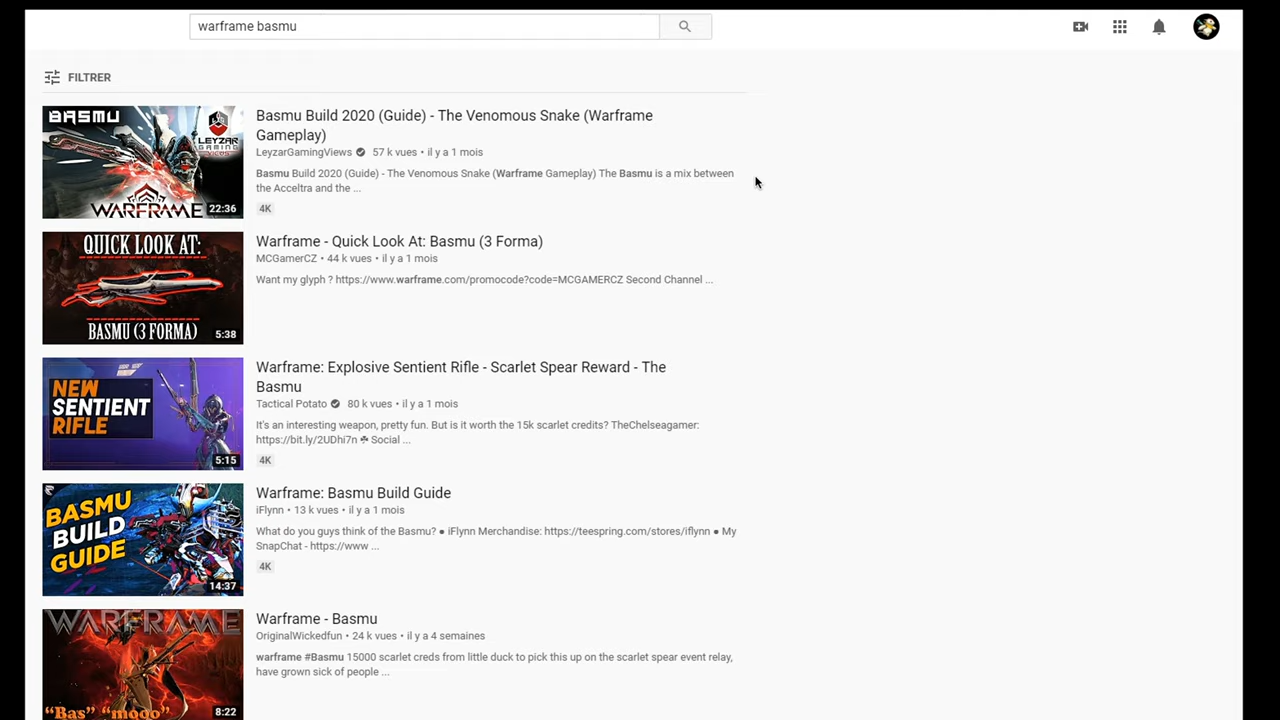 warframe basmu
FILTRER
BASMU
LEYZAR
GAMING
WARFRAME
22:36
Basmu Build 2020 (Guide) - The Venomous Snake (Warframe
Gameplay)
LeyzarGamingViews 57 k vues • il y a 1 mois
Basmu Build 2020 (Guide) - The Venomous Snake (Warframe Gameplay) The Basmu is a mix between
the Acceltra and the ...
4K
QUICK LOOK AT:
BASMU (3 FORMA)
5:38
Warframe - Quick Look At: Basmu (3 Forma)
MCGamerCZ • 44 k vues • il y a 1 mois
Want my glyph ? https://www.warframe.com/promocode?code=MCGAMERCZ Second Channel ...
NEW
SENTIENT
RIFLE
5:15
Warframe: Explosive Sentient Rifle - Scarlet Spear Reward - The
Basmu
Tactical Potato 80 k vues • il y a 1 mois
It's an interesting weapon, pretty fun. But is it worth the 15k scarlet credits? TheChelseagamer:
https://bit.ly/2UDhi7n ☘ Social ...
4K
BASMU
BUILD
GUIDE
14:37
Warframe: Basmu Build Guide
iFlynn • 13 k vues • il y a 1 mois
What do you guys think of the Basmu? ● iFlynn Merchandise: https://teespring.com/stores/iflynn ● My
SnapChat - https://www ...
4K
WARFRAME
"Bas" "mooo"
8:22
Warframe - Basmu
OriginalWickedfun • 24 k vues • il y a 4 semaines
warframe #Basmu 15000 scarlet creds from little duck to pick this up on the scarlet spear event relay,
have grown sick of people ...